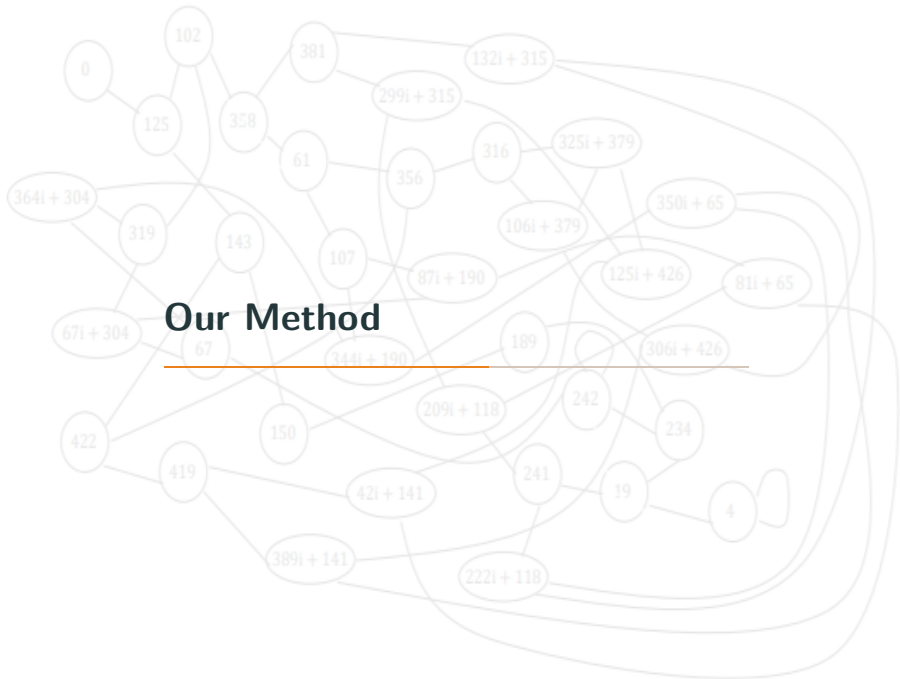 102
381
132i + 315
0
299i + 315
125
358
316
325i + 379
61
356
364i + 304
350i + 65
319
143
106i + 379
107
87i + 190
125i + 426
81i + 65
Our Method
67i + 304
67
344i + 190
189
306i + 426
209i + 118
242
422
150
234
419
42i + 141
241
19
4
389i + 141
222i + 118